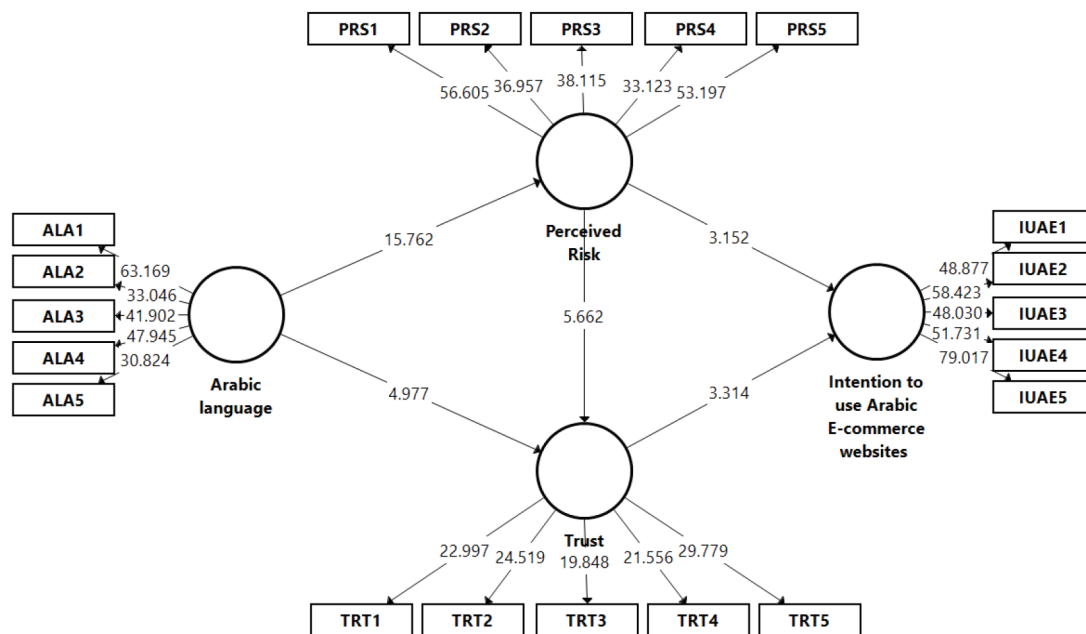 PRS1 PRS2 PRS3 PRS4 PRS5
56.605 36.957 38.115 33.123 53.197
Perceived
Risk
ALA1
ALA2
ALA3
ALA4
ALA5
63.169
33.046
41.902
47.945
30.824
Arabic
language
15.762
4.977
5.662
3.152
3.314
IUAE1
IUAE2
IUAE3
IUAE4
IUAE5
48.877
58.423
48.030
51.731
79.017
Intention to
use Arabic
E-commerce
websites
Trust
22.997 24.519 19.848 21.556 29.779
TRT1 TRT2 TRT3 TRT4 TRT5